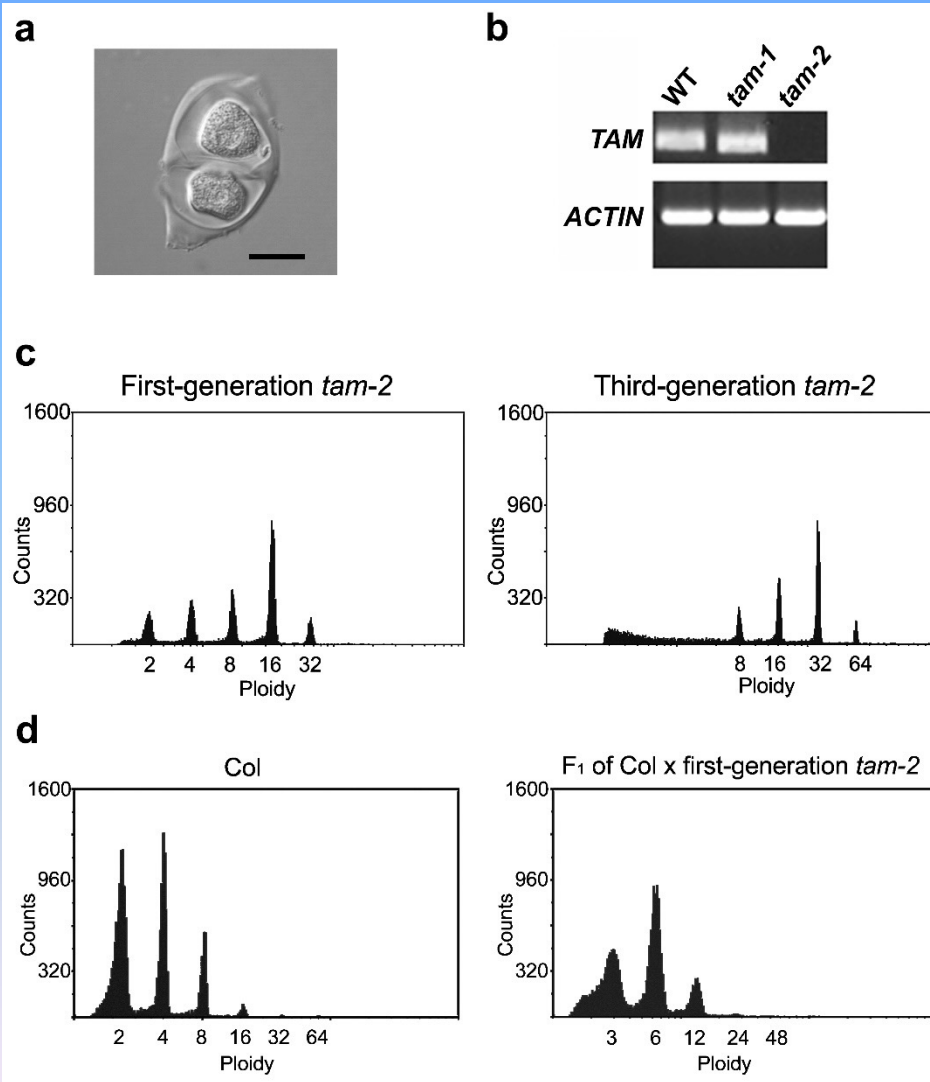 a
b
WT tam-1 tam-2
TAM
ACTIN
c
First-generation tam-2
1600
960
320
Counts
2 4 8 16 32
Ploidy
Third-generation tam-2
1600
960
320
Counts
8 16 32 64
Ploidy
d
Col
1600
960
320
Counts
2 4 8 16 32 64
Ploidy
F₁ of Col x first-generation tam-2
1600
960
320
Counts
3 6 12 24 48
Ploidy